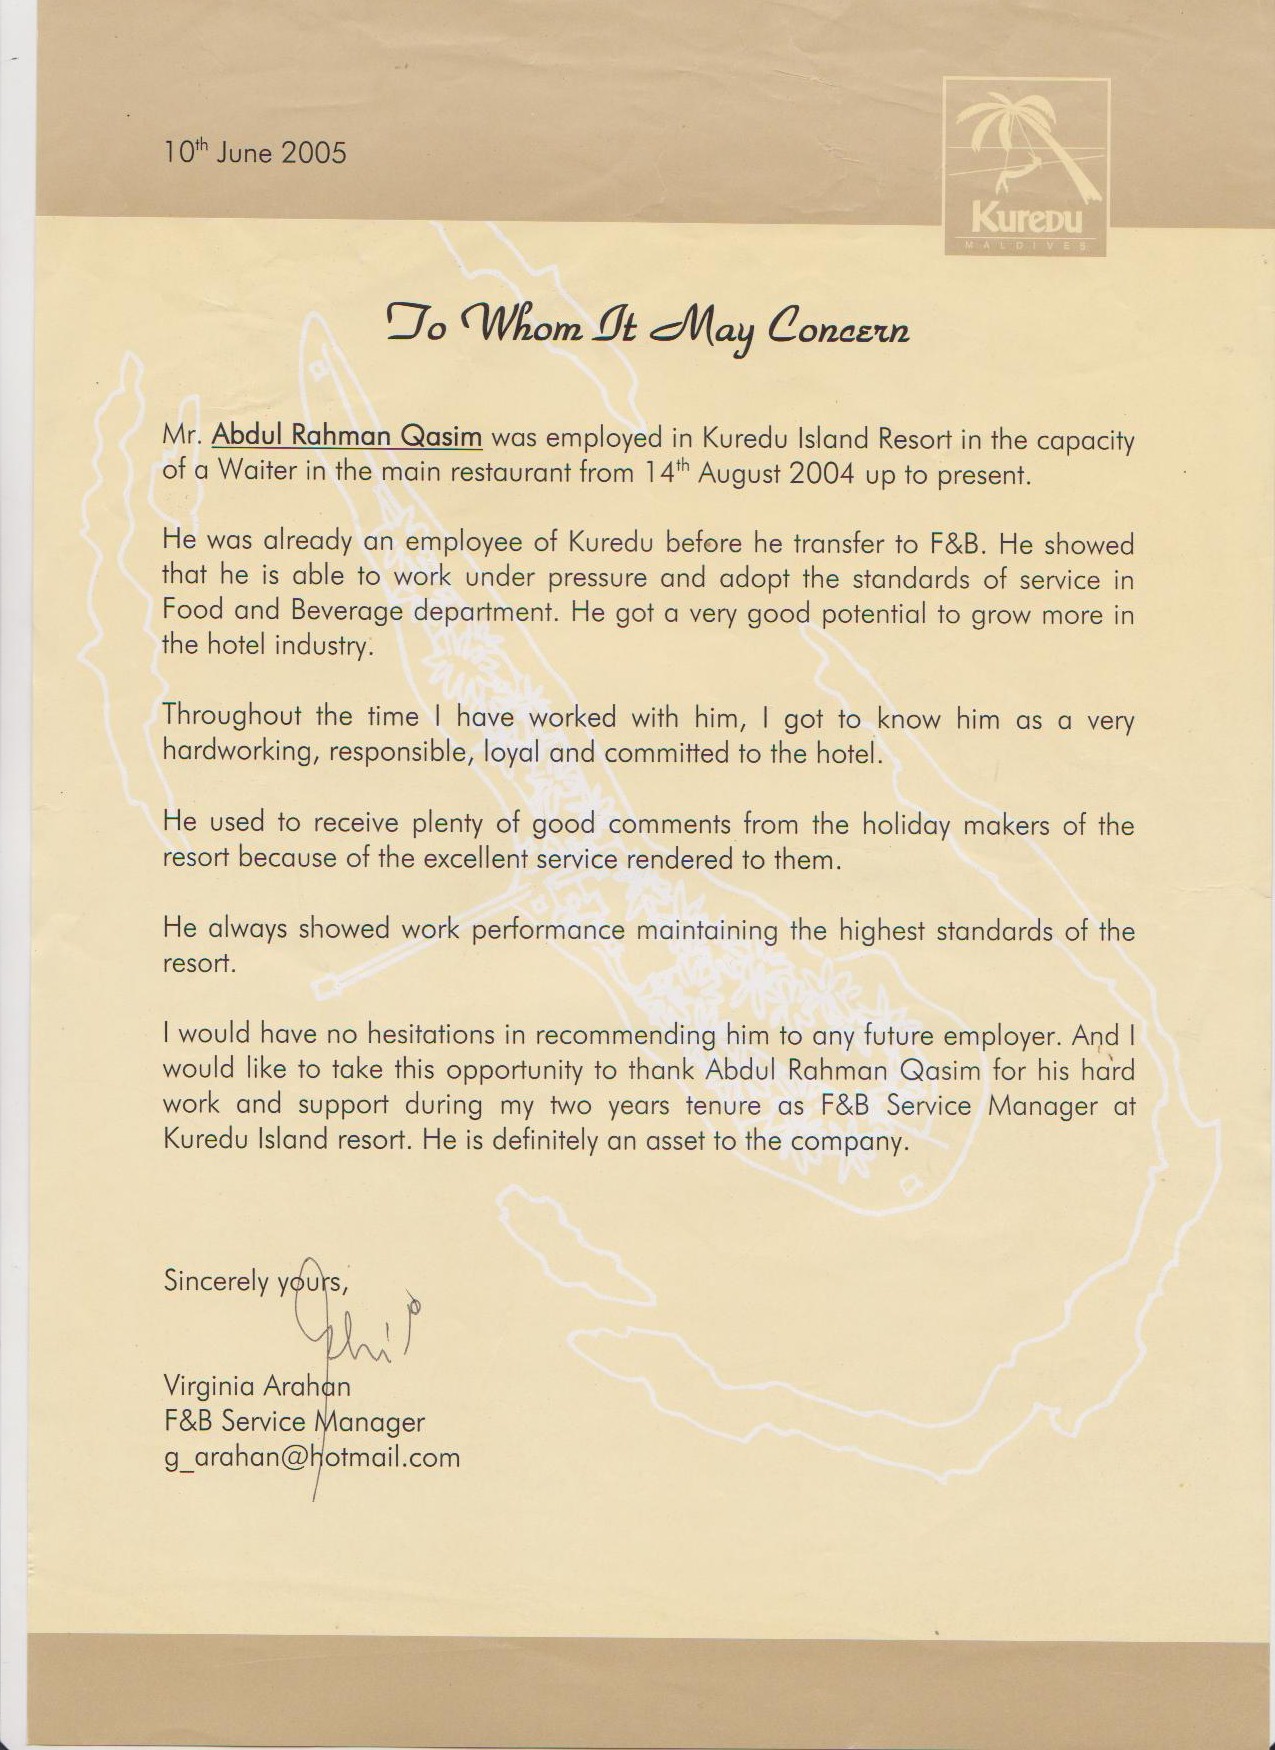 10th June 2005
Kuredu
MALDIVES
To Whom It May Concern
Mr. Abdul Rahman Qasim was employed in Kuredu Island Resort in the capacity
of a Waiter in the main restaurant from 14th August 2004 up to present.
He was already an employee of Kuredu before he transfer to F&B. He showed
that he is able to work under pressure and adopt the standards of service in
Food and Beverage department. He got a very good potential to grow more in
the hotel industry.
Throughout the time I have worked with him, I got to know him as a very
hardworking, responsible, loyal and committed to the hotel.
He used to receive plenty of good comments from the holiday makers of the
resort because of the excellent service rendered to them.
He always showed work performance maintaining the highest standards of the
resort.
I would have no hesitations in recommending him to any future employer. And I
would like to take this opportunity to thank Abdul Rahman Qasim for his hard
work and support during my two years tenure as F&B Service Manager at
Kuredu Island resort. He is definitely an asset to the company.
Sincerely yours,
Virginia Arahan
F&B Service Manager
g_arahan@hotmail.com